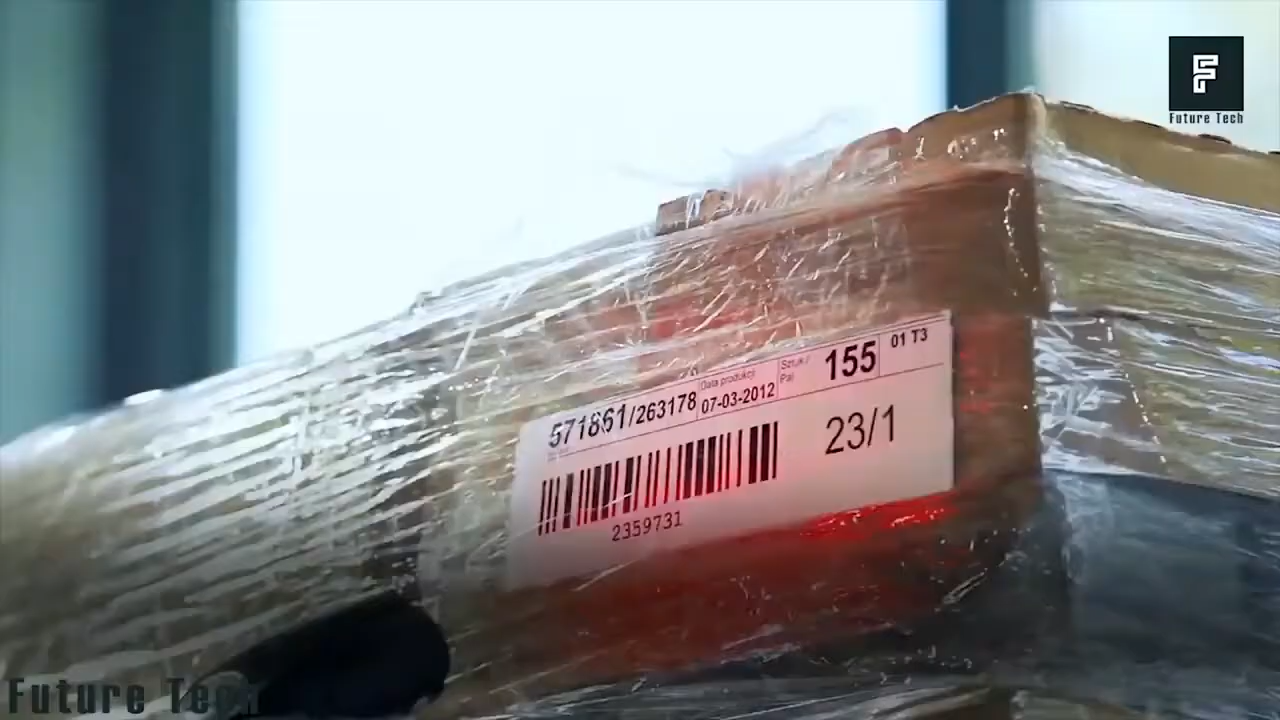 Future Tech
571861/263178
Data produkcji
07-03-2012
Sztuk /
Pal
155
01 T3
23/1
2359731
Future Tech